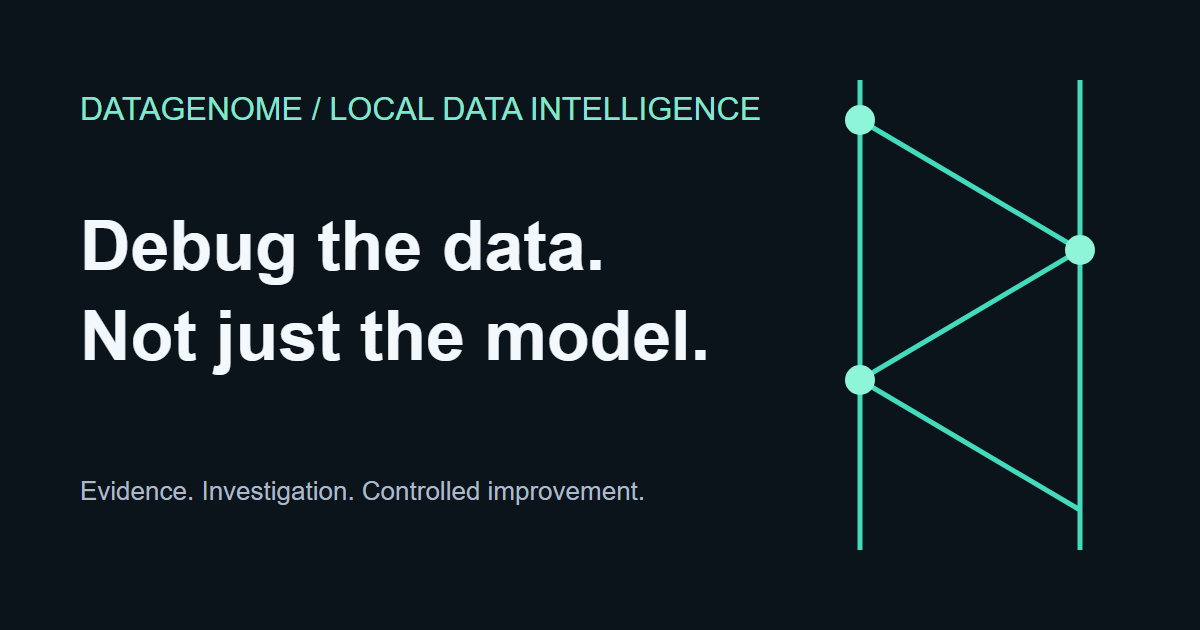 DATAGENOME / LOCAL DATA INTELLIGENCE
Debug the data.
Not just the model.
Evidence. Investigation. Controlled improvement.